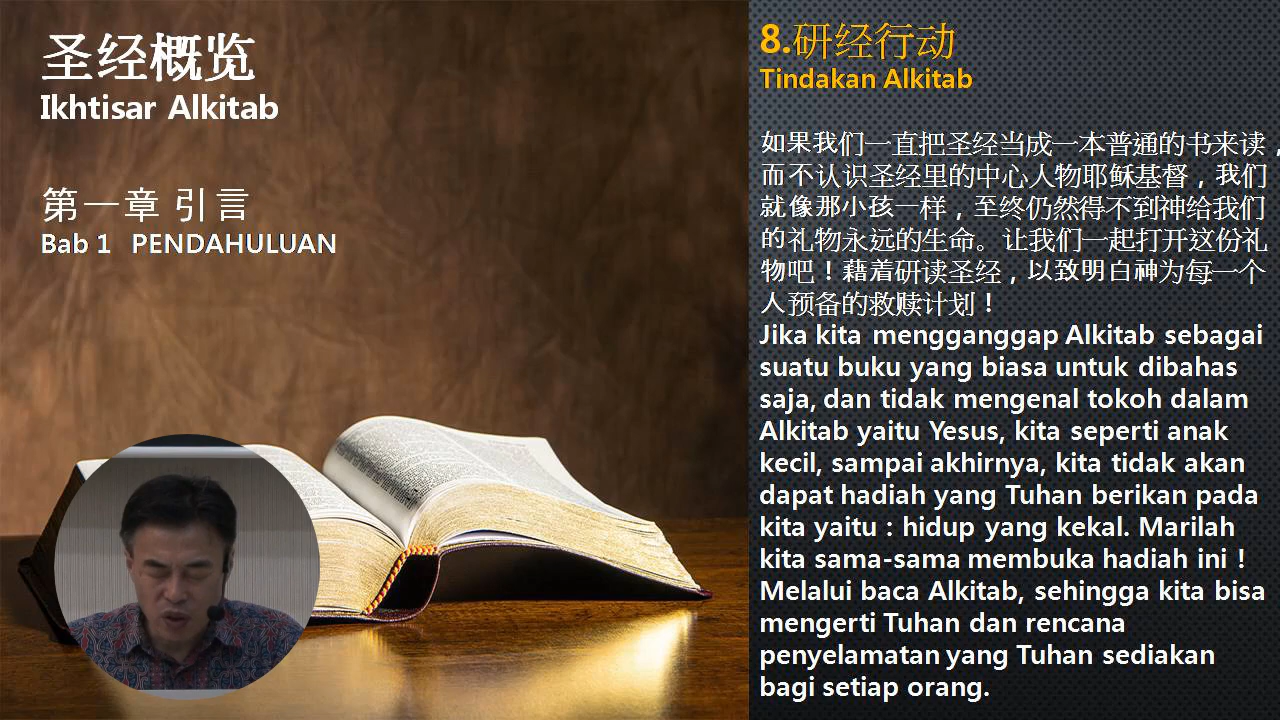 圣经概览
Ikhtisar Alkitab
第一章 引言
Bab 1 PENDAHULUAN
8.研经行动
Tindakan Alkitab
如果我们一直把圣经当成一本普通的书来读，
而不认识圣经里的中心人物耶稣基督，我们
就像那小孩一样，至终仍然得不到神给我们
的礼物永远的生命。让我们一起打开这份礼
物吧！藉着研读圣经，以致明白神为每一个
人预备的救赎计划！
Jika kita mengganggap Alkitab sebagai
suatu buku yang biasa untuk dibahas
saja, dan tidak mengenal tokoh dalam
Alkitab yaitu Yesus, kita seperti anak
kecil, sampai akhirnya, kita tidak akan
dapat hadiah yang Tuhan berikan pada
kita yaitu : hidup yang kekal. Marilah
kita sama-sama membuka hadiah ini !
Melalui baca Alkitab, sehingga kita bisa
mengerti Tuhan dan rencana
penyelamatan yang Tuhan sediakan
bagi setiap orang.